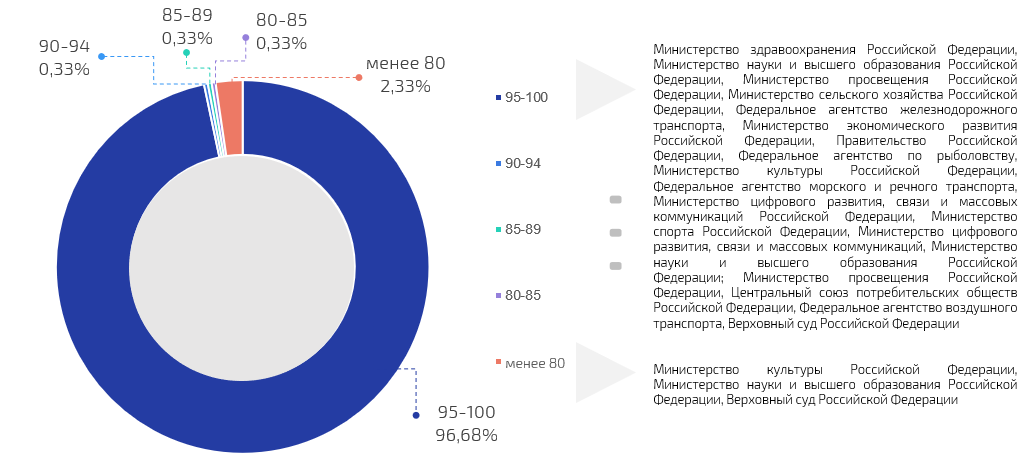 85-89
0,33%
80-85
0,33%
90-94
0,33%
менее 80
2,33%
95-100
96,68%
95-100
90-94
85-89
80-85
менее 80
Министерство здравоохранения Российской Федерации,
Министерство науки и высшего образования Российской
Федерации, Министерство просвещения Российской
Федерации, Министерство сельского хозяйства Российской
Федерации, Федеральное агентство железнодорожного
транспорта, Министерство экономического развития
Российской Федерации, Правительство Российской
Федерации, Федеральное агентство по рыболовству,
Министерство культуры Российской Федерации,
Федеральное агентство морского и речного транспорта,
Министерство цифрового развития, связи и массовых
коммуникаций Российской Федерации, Министерство
спорта Российской Федерации, Министерство цифрового
развития, связи и массовых коммуникаций, Министерство
науки и высшего образования Российской
Федерации; Министерство просвещения Российской
Федерации, Центральный союз потребительских обществ
Российской Федерации, Федеральное агентство воздушного
транспорта, Верховный суд Российской Федерации
Министерство культуры Российской Федерации,
Министерство науки и высшего образования Российской
Федерации, Верховный суд Российской Федерации